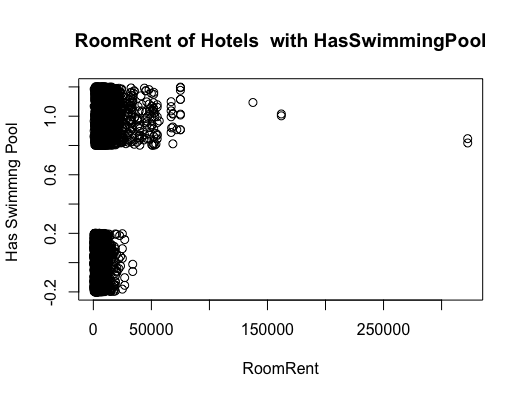 RoomRent of Hotels  with HasSwimmingPool
Has Swimmng Pool
1.0
0.6
0.2
-0.2
0 50000 150000 250000
RoomRent